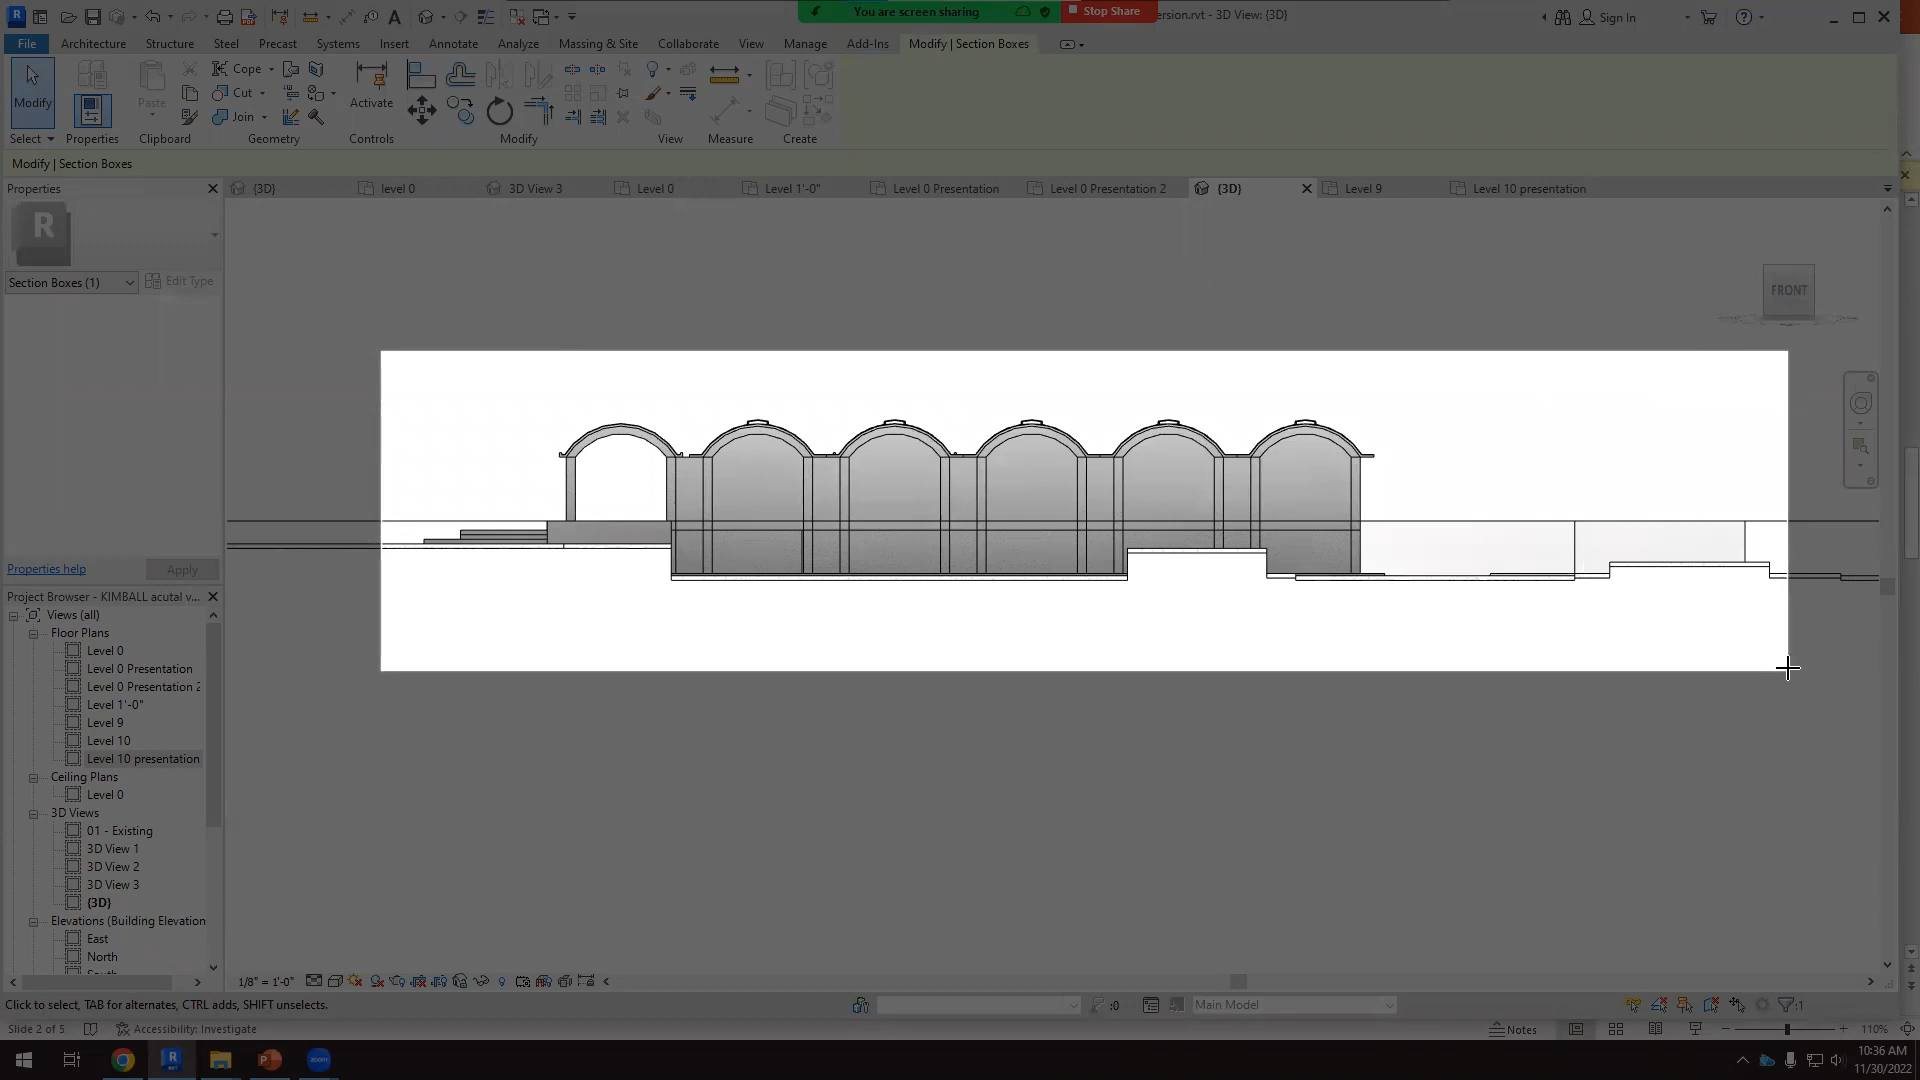 You are screen sharing
Stop Share
ersion.rvt - 3D View: {3D}
Sign In
File
Architecture
Structure
Steel
Precast
Systems
Insert
Annotate
Analyze
Massing & Site
Collaborate
View
Manage
Add-Ins
Modify | Section Boxes
Modify
Paste
Cope
Cut
Join
Activate
Select
Properties
Clipboard
Geometry
Controls
Modify
View
Measure
Create
Modify | Section Boxes
Properties
{3D}
level 0
3D View 3
Level 0
Level 1'-0"
Level 0 Presentation
Level 0 Presentation 2
{3D}
Level 9
Level 10 presentation
R
Section Boxes (1)
Edit Type
FRONT
Properties help
Apply
Project Browser - KIMBALL acutal v...
Views (all)
Floor Plans
Level 0
Level 0 Presentation
Level 0 Presentation 2
Level 1'-0"
Level 9
Level 10
Level 10 presentation
Ceiling Plans
Level 0
3D Views
01 - Existing
3D View 1
3D View 2
3D View 3
{3D}
Elevations (Building Elevation
East
North
South
1/8" = 1'-0"
Click to select, TAB for alternates, CTRL adds, SHIFT unselects.
:0
Main Model
:1
Slide 2 of 5
Accessibility: Investigate
Notes
110%
zoom
10:36 AM
11/30/2022